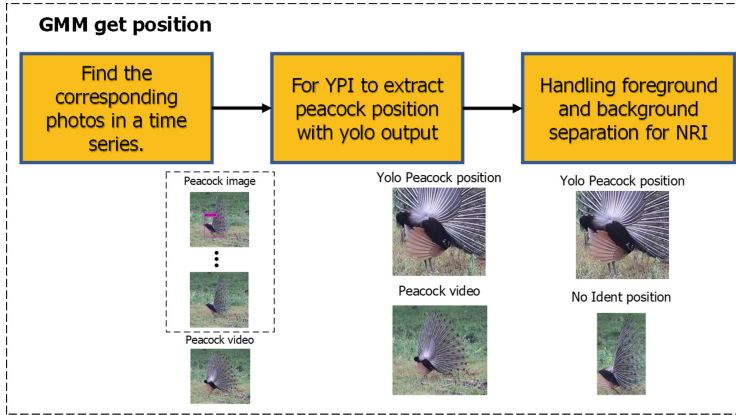 GMM get position
Find the
corresponding
photos in a time
series.
For YPI to extract
peacock position
with yolo output
Handling foreground
and background
separation for NRI
Peacock image
Peacock video
Yolo Peacock position
Peacock video
Yolo Peacock position
No Ident position